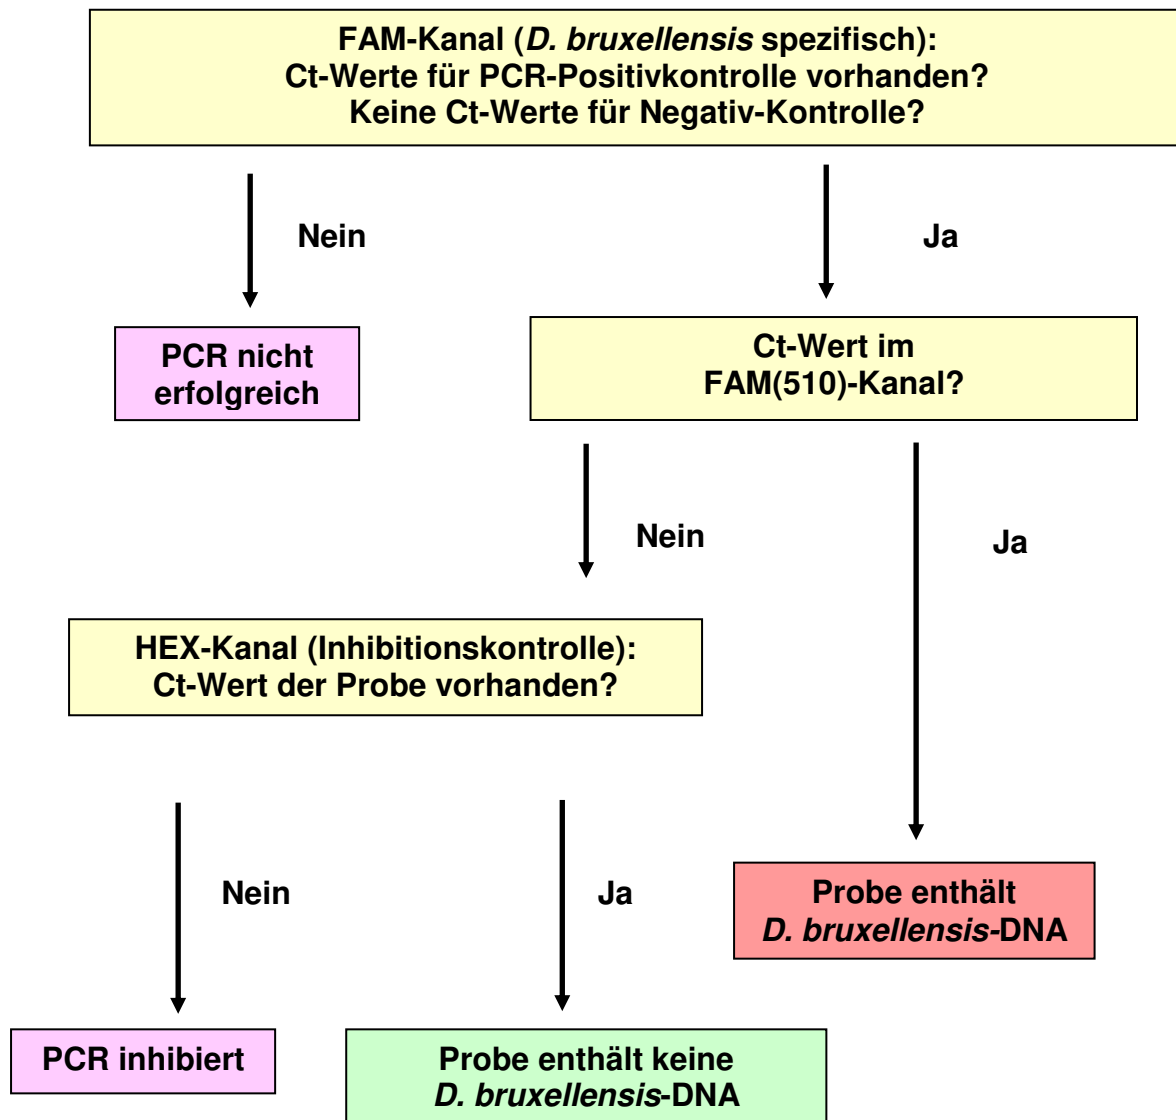 FAM-Kanal (D. bruxellensis spezifisch):
Ct-Werte für PCR-Positivkontrolle vorhanden?
Keine Ct-Werte für Negativ-Kontrolle?
Nein
Ja
PCR nicht
erfolgreich
Ct-Wert im
FAM(510)-Kanal?
Nein
Ja
HEX-Kanal (Inhibitionskontrolle):
Ct-Wert der Probe vorhanden?
Nein
Ja
Probe enthält
D. bruxellensis-DNA
PCR inhibiert
Probe enthält keine
D. bruxellensis-DNA